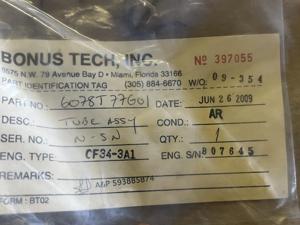 BONUS TECH, INC. Nº 397055
9575 N.W. 79 Avenue Bay D • Miami, Florida 33166
PART IDENTIFICATION TAG (305) 884-6670 W/O: 09-354
PART NO.: 6078T77G01 DATE: JUN 26 2009
DESC.: TUBE ASSY COND.: AR
SER. NO.: N-SN QTY.: 1
ENG. TYPE: CF34-3A1 ENG. S/N: 807645
REMARKS:
A&P 593885874
FORM: BT02